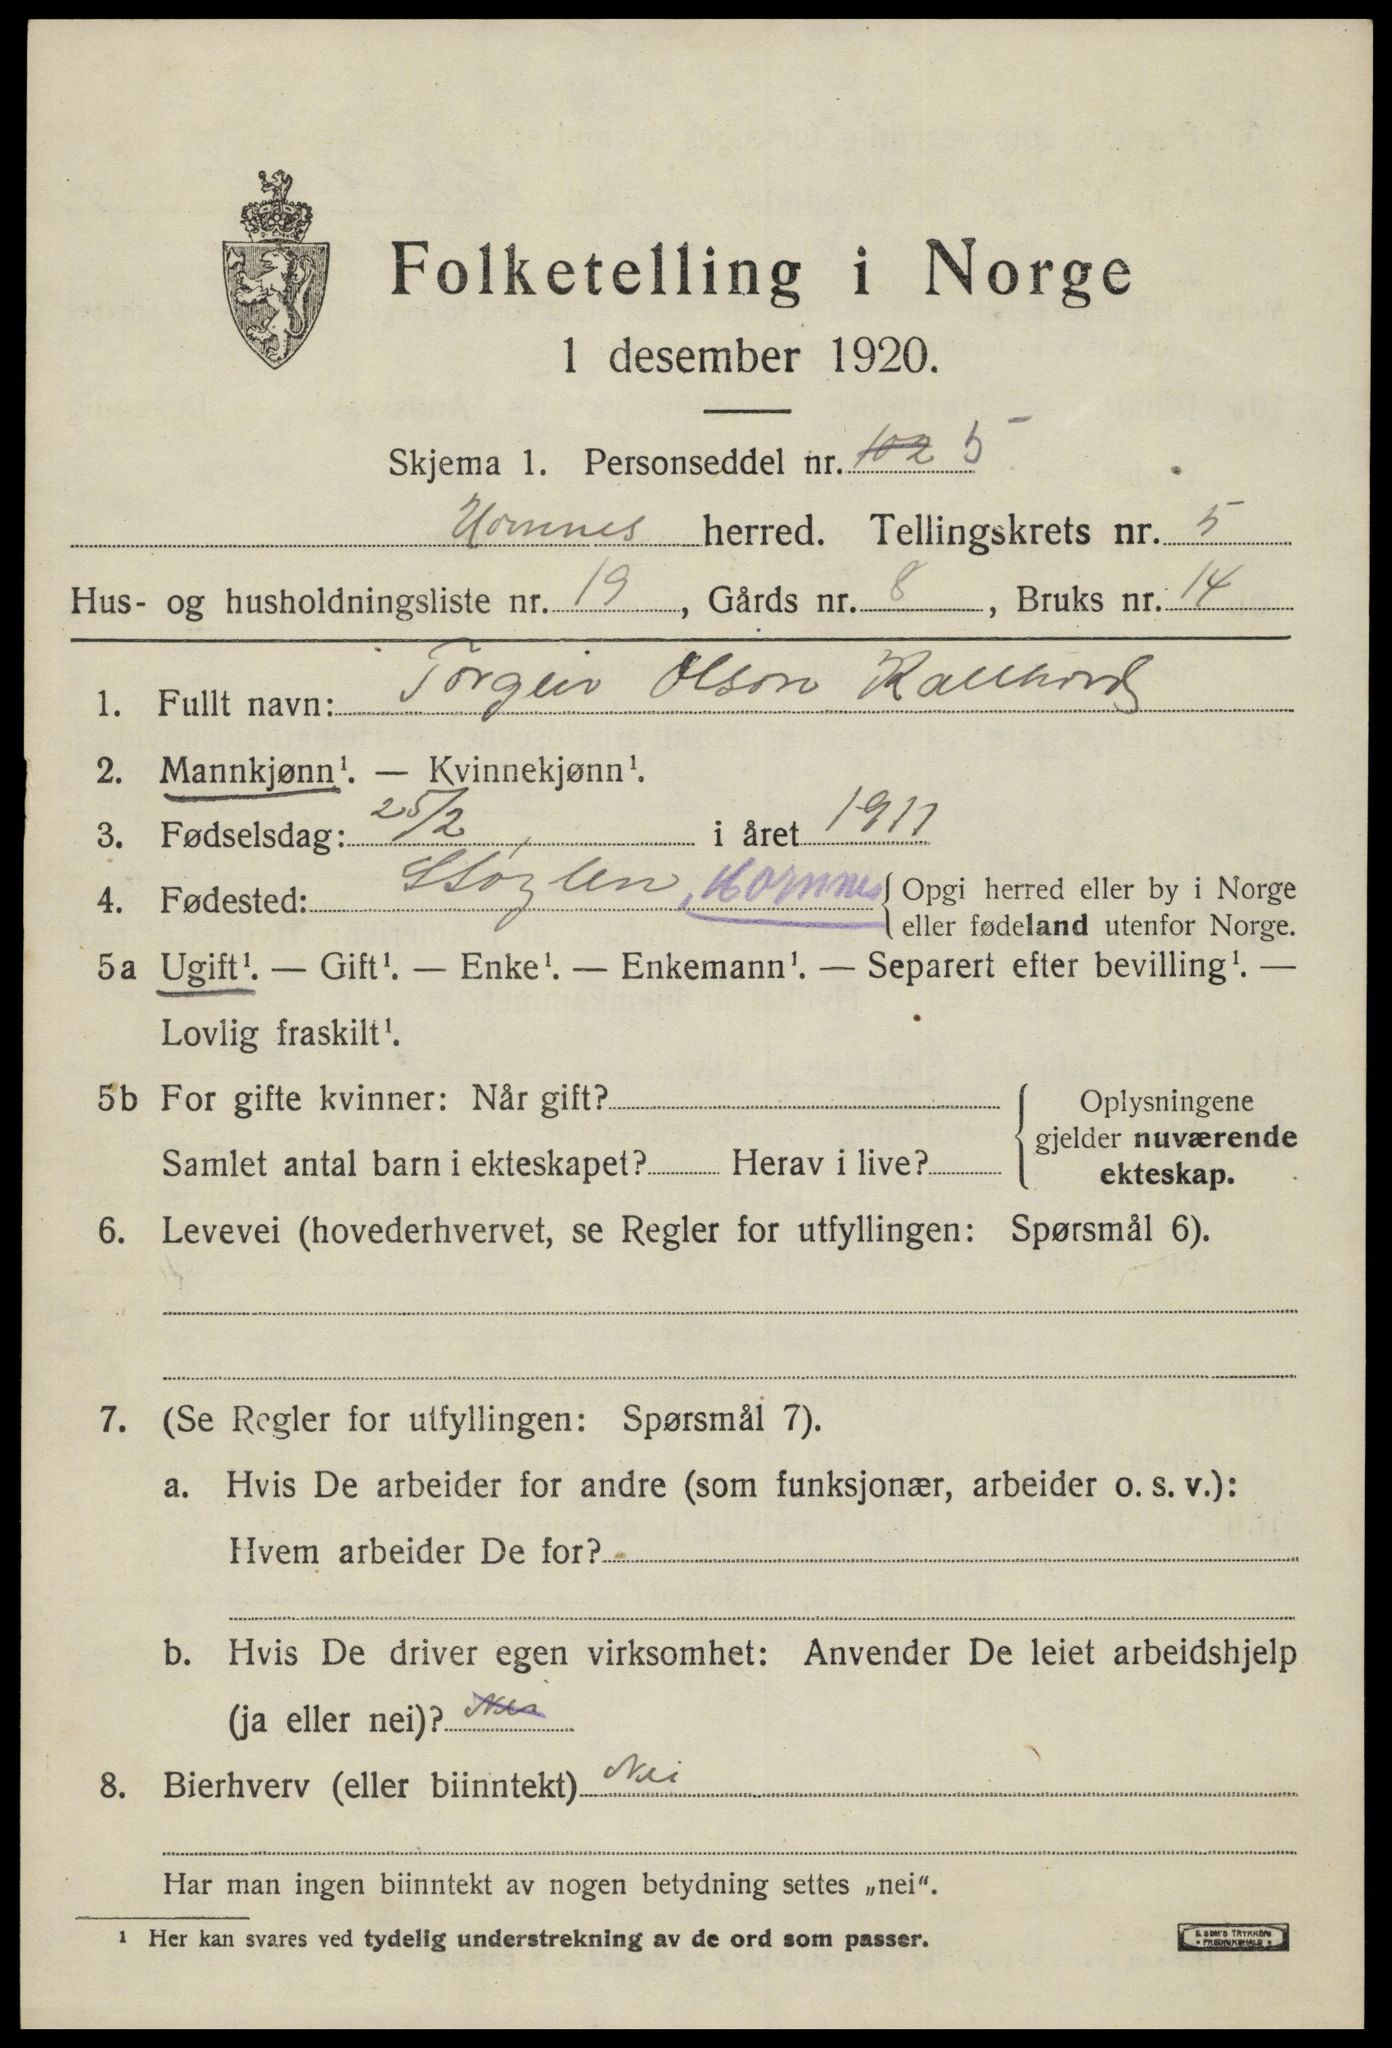 Folketelling i Norge
1 desember 1920.
Skjema 1. Personseddel nr. 102 5
Hornnes herred. Tellingskrets nr. 5
Hus- og husholdningsliste nr. 19, Gårds nr. 8, Bruks nr. 14
1. Fullt navn: Torgeir Olson
2. Mannkjønn¹. — Kvinnekjønn¹.
3. Fødselsdag: 25/2 i året 1911
4. Fødested: Hornnes { Opgi herred eller by i Norge
eller fødeland utenfor Norge.
5a Ugift¹. — Gift¹. — Enke¹. — Enkemann¹. — Separert efter bevilling¹. —
Lovlig fraskilt¹.
5b For gifte kvinner: Når gift?
Samlet antal barn i ekteskapet? Herav i live?
Oplysningene
gjelder nuværende
ekteskap.
6. Levevei (hovederhvervet, se Regler for utfyllingen: Spørsmål 6).
7. (Se Regler for utfyllingen: Spørsmål 7).
a. Hvis De arbeider for andre (som funksjonær, arbeider o. s. v.):
Hvem arbeider De for?
b. Hvis De driver egen virksomhet: Anvender De leiet arbeidshjelp
(ja eller nei)? Nei
8. Bierhverv (eller biinntekt) Nei
Har man ingen biinntekt av nogen betydning settes „nei“.
¹ Her kan svares ved tydelig understrekning av de ord som passer.